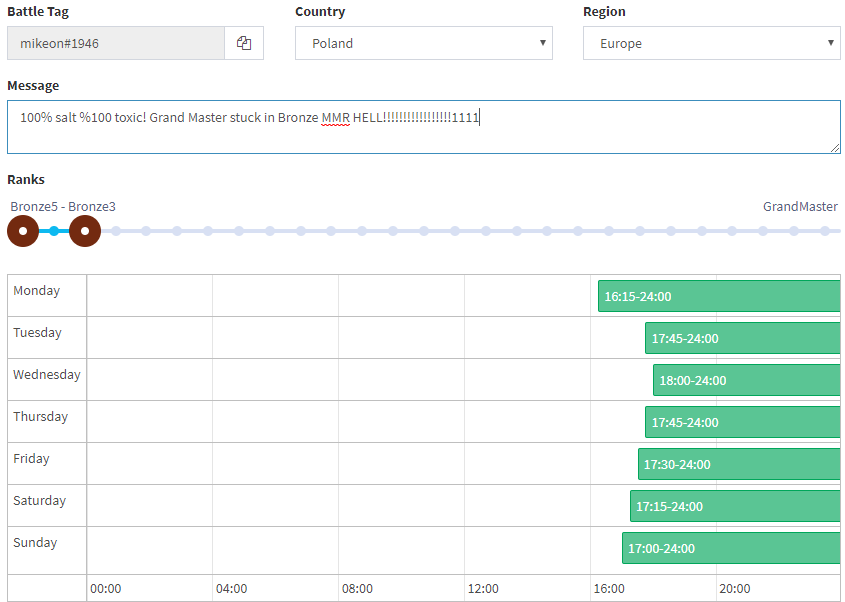 Battle Tag Country Region
mikeon#1946 Poland Europe
Message
100% salt %100 toxic! Grand Master stuck in Bronze MMR HELL!!!!!!!!!!!!!!!!!1111
Ranks
Bronze5 - Bronze3 GrandMaster
Monday 16:15-24:00
Tuesday 17:45-24:00
Wednesday 18:00-24:00
Thursday 17:45-24:00
Friday 17:30-24:00
Saturday 17:15-24:00
Sunday 17:00-24:00
00:00 04:00 08:00 12:00 16:00 20:00